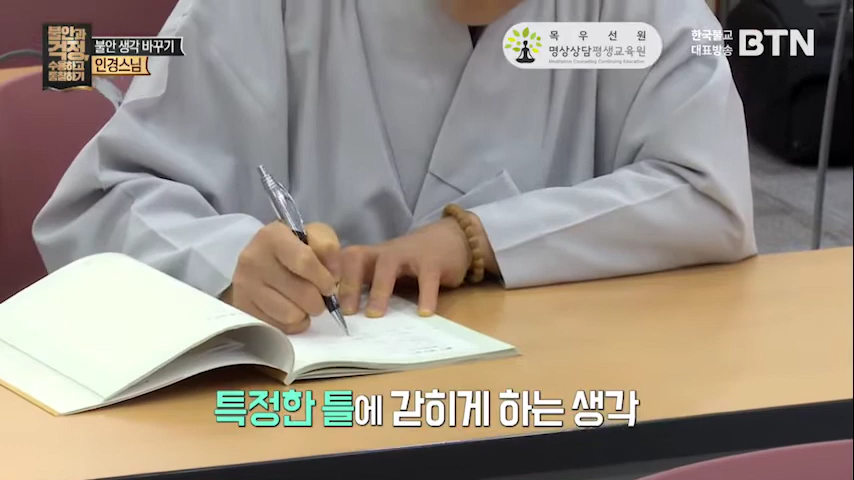 불안과
걱정,
수용하고
통찰하기
불안 생각 바꾸기
인경스님
목우선원
명상상담평생교육원
Meditation Counseling Continuing Education
한국불교
대표방송 BTN
특정한 틀에 갇히게 하는 생각